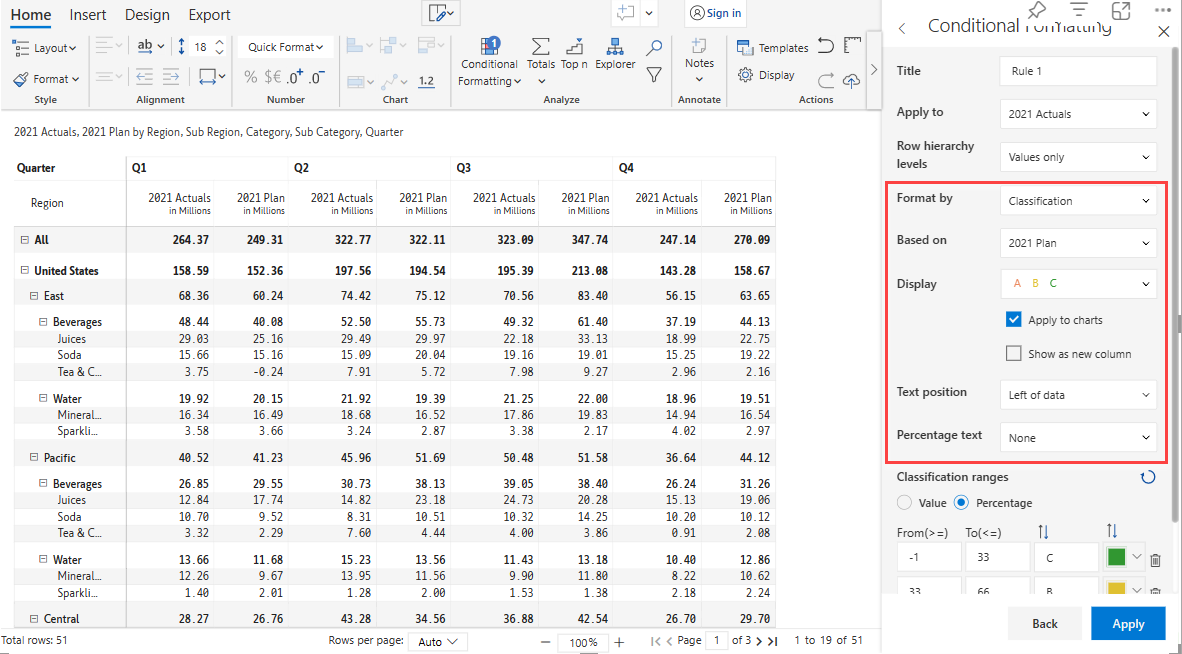 Home Insert Design Export
Sign in
Layout ab 18 Quick Format
Format % $€ .0+ .0-
1.2
Conditional Formatting Totals Top n Explorer
Notes
Templates
Display
Style Alignment Number Chart Analyze Annotate Actions
2021 Actuals, 2021 Plan by Region, Sub Region, Category, Sub Category, Quarter
Quarter Q1 Q2 Q3 Q4
Region 2021 Actuals 2021 Plan 2021 Actuals 2021 Plan 2021 Actuals 2021 Plan 2021 Actuals 2021 Plan
in Millions in Millions in Millions in Millions in Millions in Millions in Millions in Millions
All 264.37 249.31 322.77 322.11 323.09 347.74 247.14 270.09
United States 158.59 152.36 197.56 194.54 195.39 213.08 143.28 158.67
East 68.36 60.24 74.42 75.12 70.56 83.40 56.15 63.65
Beverages 48.44 40.08 52.50 55.73 49.32 61.40 37.19 44.13
Juices 29.03 25.16 29.49 29.97 22.18 33.13 18.99 22.75
Soda 15.66 15.16 15.09 20.04 19.16 19.01 15.25 19.22
Tea & C... 3.75 -0.24 7.91 5.72 7.98 9.27 2.96 2.16
Water 19.92 20.15 21.92 19.39 21.25 22.00 18.96 19.51
Mineral... 16.34 16.49 18.68 16.52 17.86 19.83 14.94 16.54
Sparkli... 3.58 3.66 3.24 2.87 3.38 2.17 4.02 2.97
Pacific 40.52 41.23 45.96 51.69 50.48 51.58 36.64 44.12
Beverages 26.85 29.55 30.73 38.13 39.05 38.40 26.24 31.26
Juices 12.84 17.74 14.82 23.18 24.73 20.28 15.13 19.06
Soda 10.70 9.52 8.31 10.51 10.32 14.25 10.20 10.12
Tea & C... 3.32 2.29 7.60 4.44 4.00 3.86 0.91 2.08
Water 13.66 11.68 15.23 13.56 11.43 13.18 10.40 12.86
Mineral... 12.26 9.67 13.95 11.56 9.90 11.80 8.22 10.62
Sparkli... 1.40 2.01 1.28 2.00 1.53 1.38 2.18 2.24
Central 28.27 26.76 43.28 34.56 36.88 42.54 26.70 29.70
Total rows: 51 Rows per page: Auto 100% Page 1 of 3 1 to 19 of 51
Conditional Formatting
Title Rule 1
Apply to 2021 Actuals
Row hierarchy levels Values only
Format by Classification
Based on 2021 Plan
Display A B C
Apply to charts
Show as new column
Text position Left of data
Percentage text None
Classification ranges
Value Percentage
From(>=) To(<=)
-1 33 C
33 66 B
Back Apply